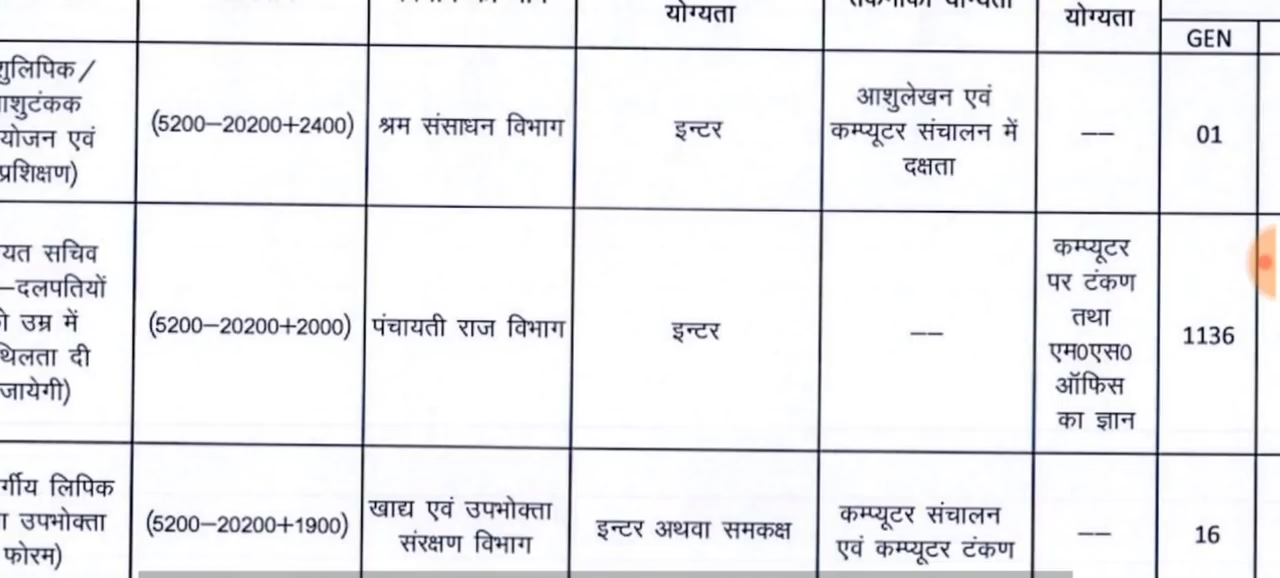 योग्यता
योग्यता
GEN
शुलिपिक/
ाशुटंकक
योजन एवं
प्रशिक्षण)
(5200–20200+2400)
श्रम संसाधन विभाग
इन्टर
आशुलेखन एवं
कम्प्यूटर संचालन में
दक्षता
––
01
यत सचिव
–दलपतियों
उम्र में
थिलता दी
जायेगी)
(5200–20200+2000)
पंचायती राज विभाग
इन्टर
––
कम्प्यूटर
पर टंकण
तथा
एम0एस0
ऑफिस
का ज्ञान
1136
र्गीय लिपिक
उपभोक्ता
फोरम)
(5200–20200+1900)
खाद्य एवं उपभोक्ता
संरक्षण विभाग
इन्टर अथवा समकक्ष
कम्प्यूटर संचालन
एवं कम्प्यूटर टंकण
––
16